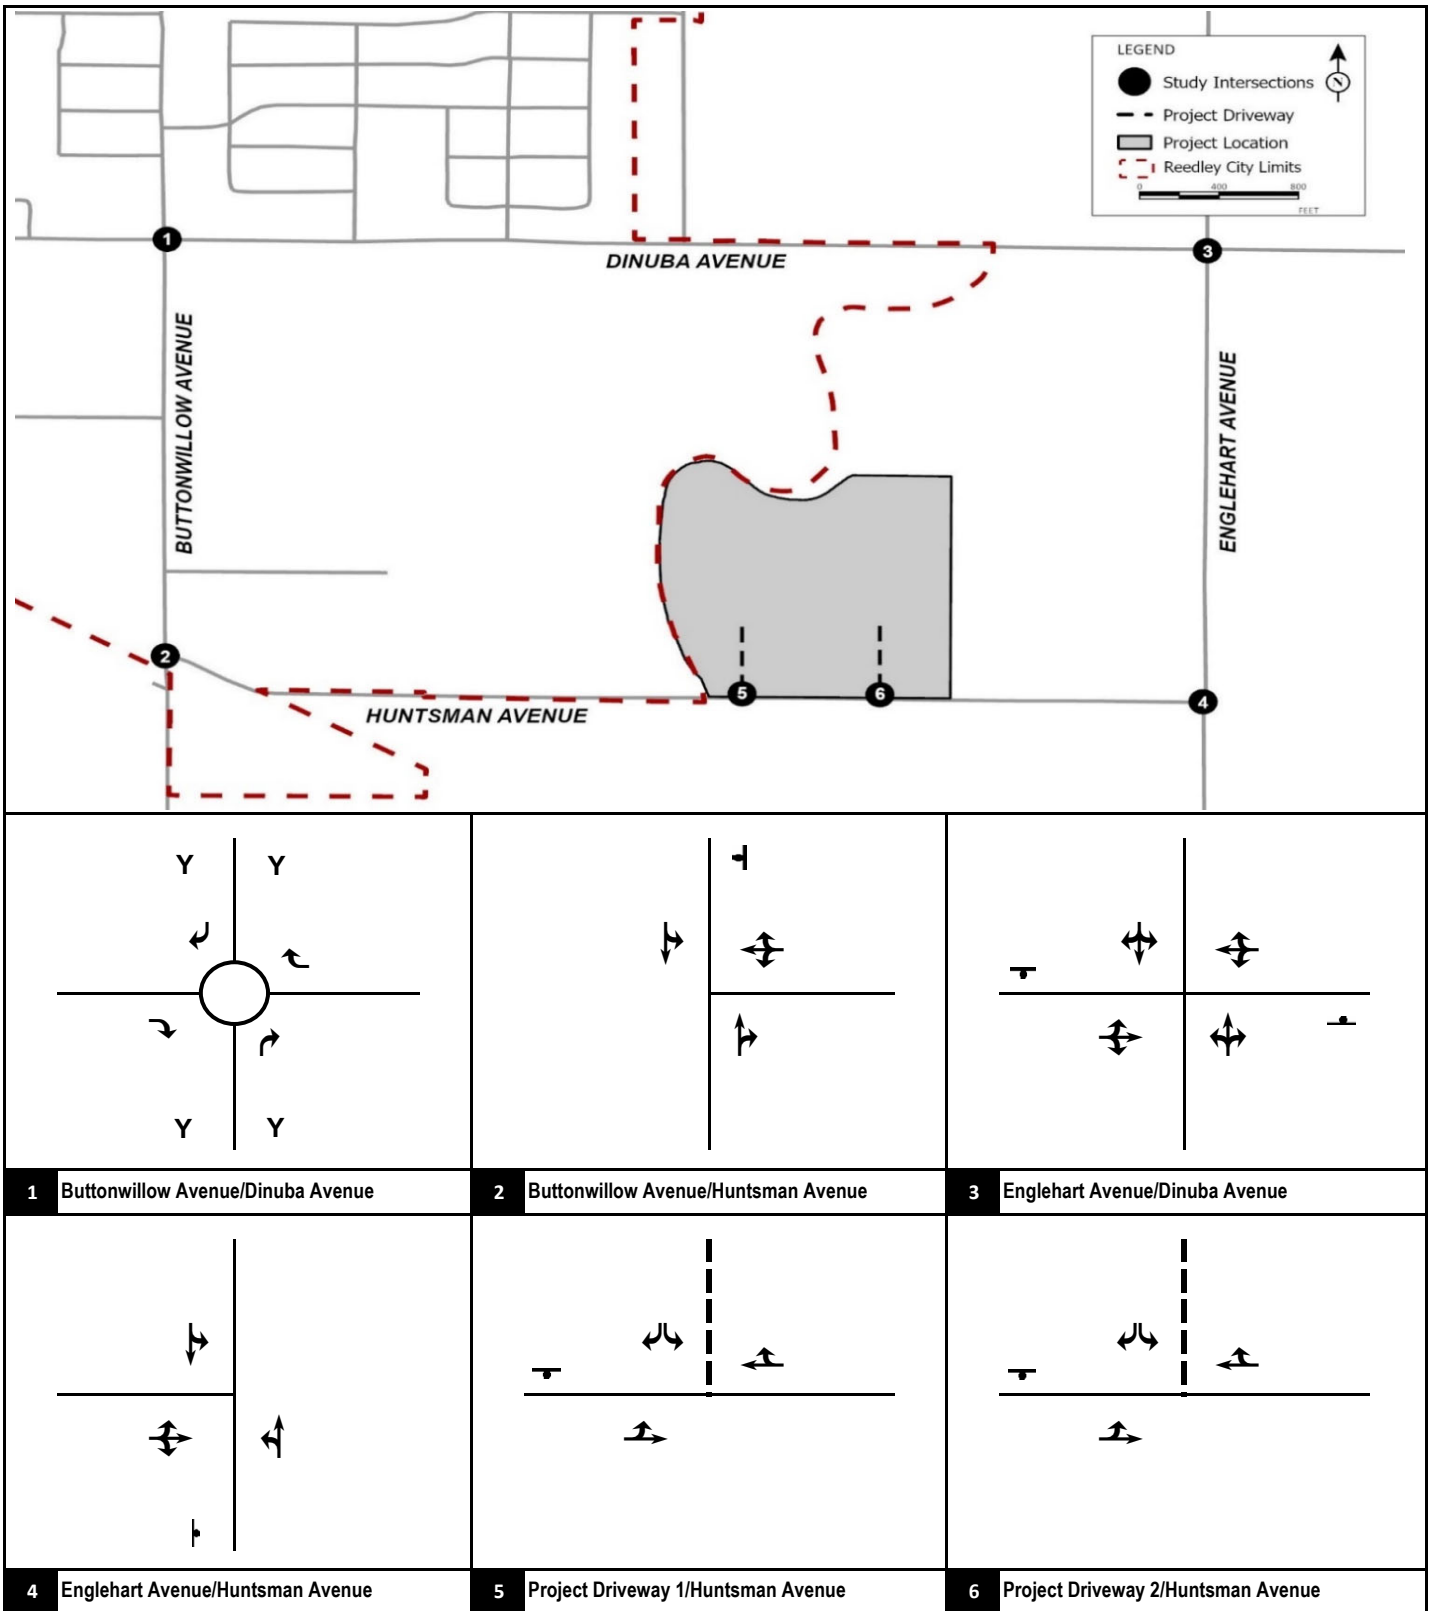 LEGEND
Study Intersections
N
Project Driveway
Project Location
Reedley City Limits
0 400 800
FEET
1
3
DINUBA AVENUE
BUTTONWILLOW AVENUE
ENGLEHART AVENUE
2
5
6
4
HUNTSMAN AVENUE
Y Y
Y Y
1 Buttonwillow Avenue/Dinuba Avenue
2 Buttonwillow Avenue/Huntsman Avenue
3 Englehart Avenue/Dinuba Avenue
4 Englehart Avenue/Huntsman Avenue
5 Project Driveway 1/Huntsman Avenue
6 Project Driveway 2/Huntsman Avenue